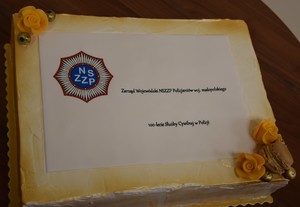 NS
ZZP
Zarząd Wojewódzki NSZZP Policjantów woj. małopolskiego
100 lecie Służby Cywilnej w Policji